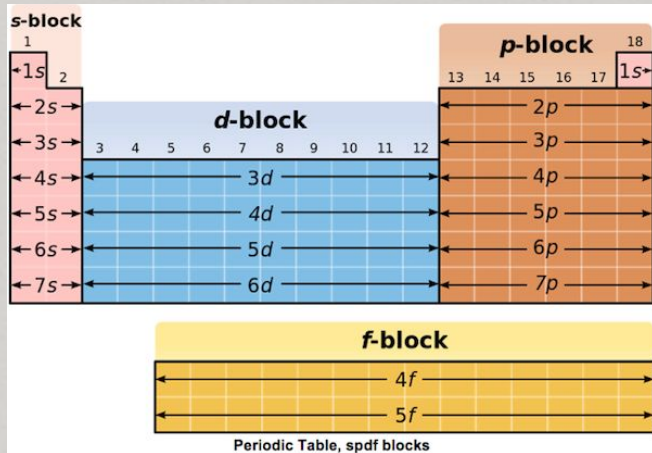 s-block
1
18
p-block
1s
2
13 14 15 16 17
1s
2s
2p
d-block
3s
3p
3 4 5 6 7 8 9 10 11 12
4s
3d
4p
5s
4d
5p
6s
5d
6p
7s
6d
7p
f-block
4f
5f
Periodic Table, spdf blocks